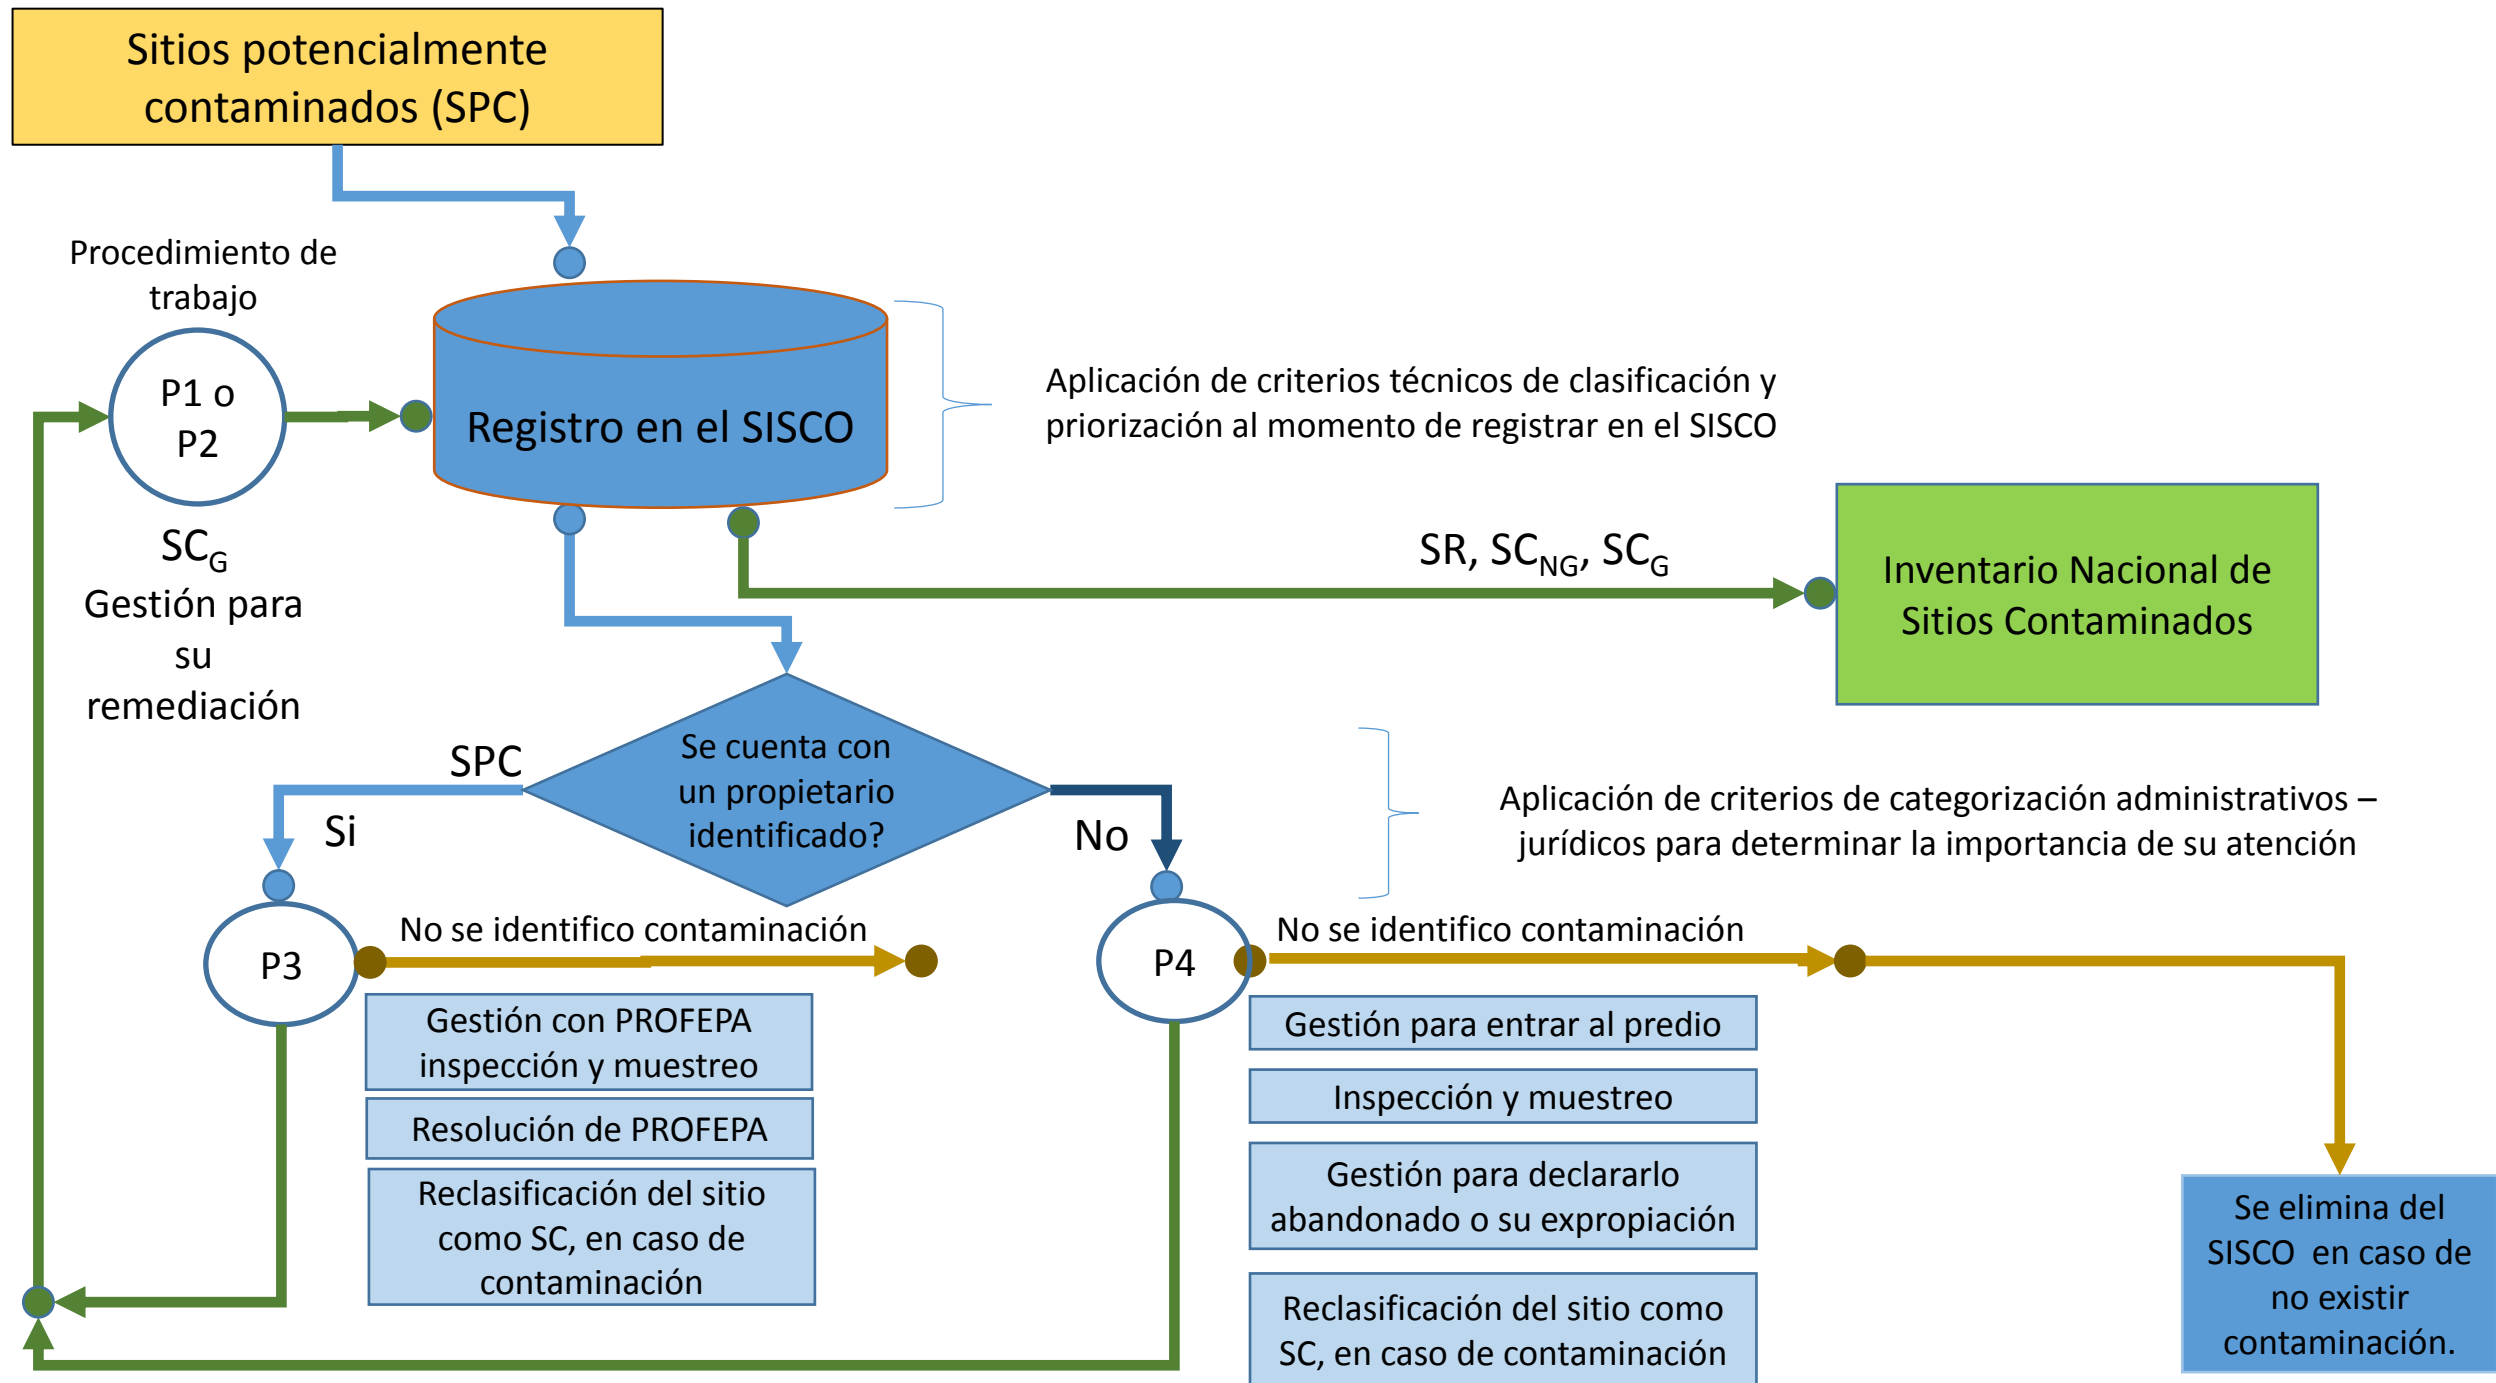 Sitios potencialmente
contaminados (SPC)
Procedimiento de
trabajo
P1 o
P2
Registro en el SISCO
Aplicación de criterios técnicos de clasificación y
priorización al momento de registrar en el SISCO
SC_G
Gestión para
su
remediación
SR, SC_NG, SC_G
Inventario Nacional de
Sitios Contaminados
SPC
Se cuenta con
un propietario
identificado?
Si
No
Aplicación de criterios de categorización administrativos –
jurídicos para determinar la importancia de su atención
P3
No se identifico contaminación
Gestión con PROFEPA
inspección y muestreo
Resolución de PROFEPA
Reclasificación del sitio
como SC, en caso de
contaminación
P4
No se identifico contaminación
Gestión para entrar al predio
Inspección y muestreo
Gestión para declararlo
abandonado o su expropiación
Reclasificación del sitio como
SC, en caso de contaminación
Se elimina del
SISCO en caso de
no existir
contaminación.